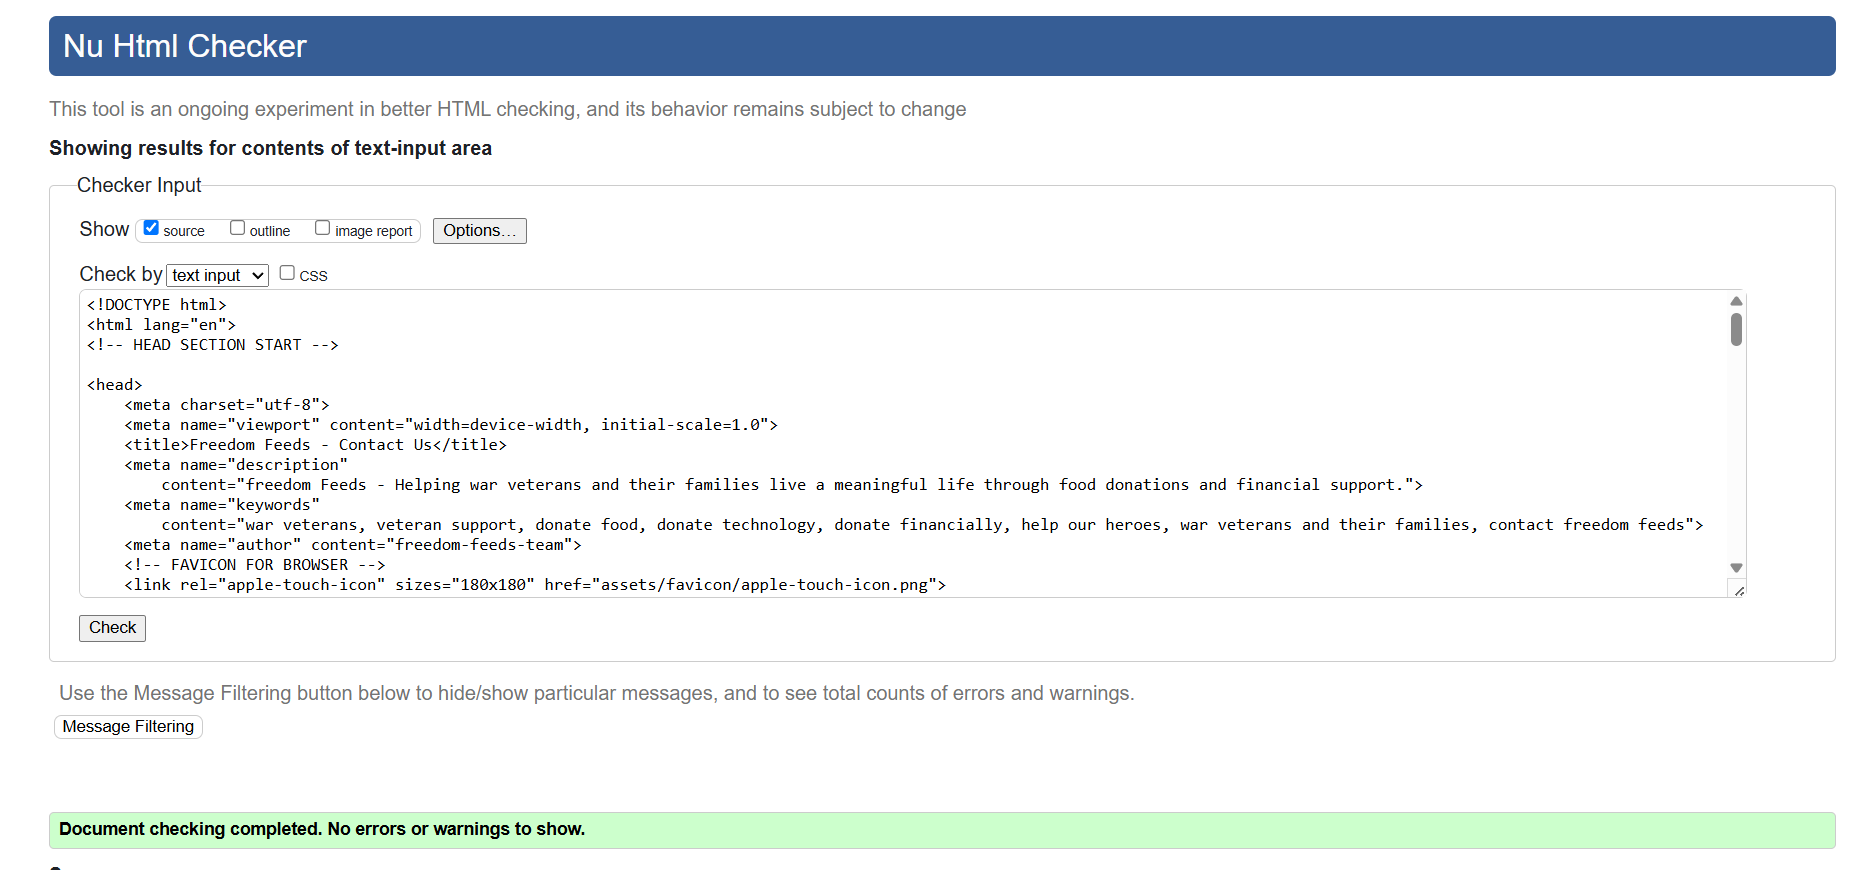 Nu Html Checker
This tool is an ongoing experiment in better HTML checking, and its behavior remains subject to change
Showing results for contents of text-input area
Checker Input
Show source outline image report Options...
Check by text input CSS
<!DOCTYPE html>
<html lang="en">
<!-- HEAD SECTION START -->
<head>
<meta charset="utf-8">
<meta name="viewport" content="width=device-width, initial-scale=1.0">
<title>Freedom Feeds - Contact Us</title>
<meta name="description"
content="freedom Feeds - Helping war veterans and their families live a meaningful life through food donations and financial support.">
<meta name="keywords"
content="war veterans, veteran support, donate food, donate technology, donate financially, help our heroes, war veterans and their families, contact freedom feeds">
<meta name="author" content="freedom-feeds-team">
<!-- FAVICON FOR BROWSER -->
<link rel="apple-touch-icon" sizes="180x180" href="assets/favicon/apple-touch-icon.png">
Check
Use the Message Filtering button below to hide/show particular messages, and to see total counts of errors and warnings.
Message Filtering
Document checking completed. No errors or warnings to show.